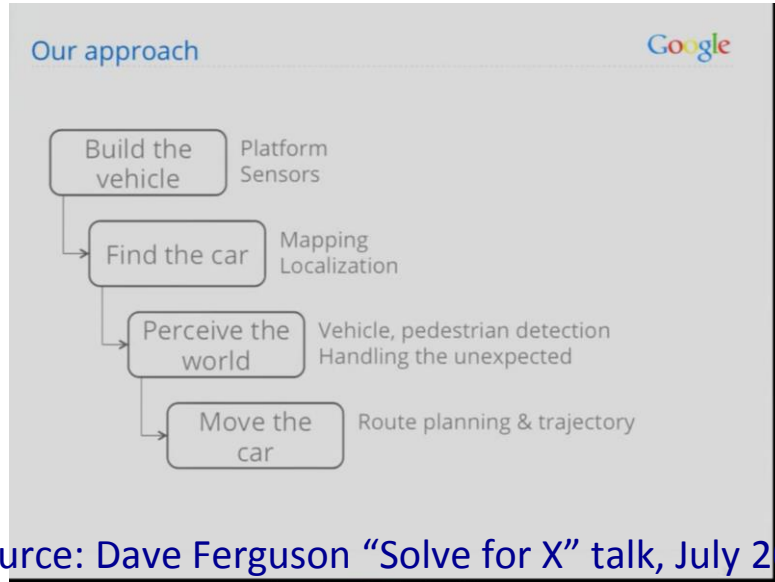 Our approach
Google
Build the
vehicle
Platform
Sensors
Find the car
Mapping
Localization
Perceive the
world
Vehicle, pedestrian detection
Handling the unexpected
Move the
car
Route planning & trajectory
urce: Dave Ferguson “Solve for X” talk, July 2